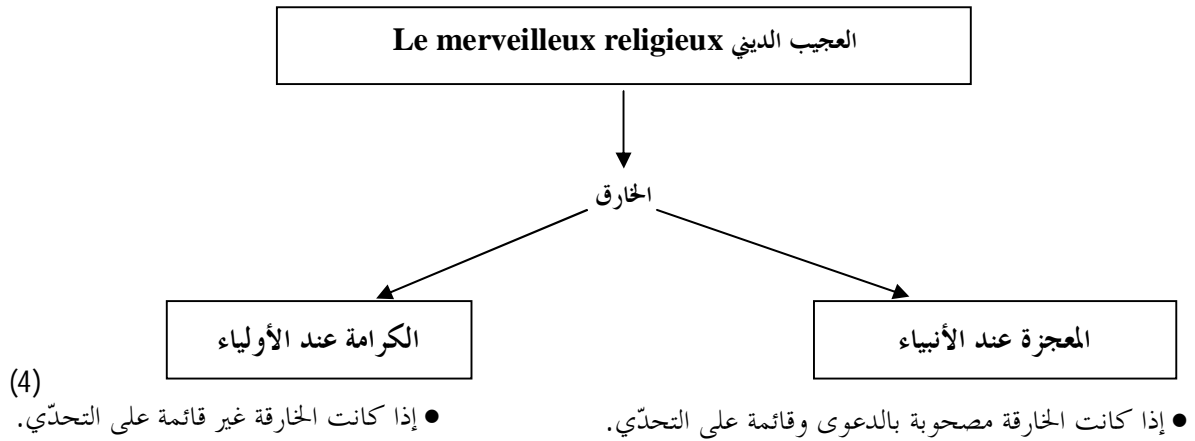 العجيب الديني Le merveilleux religieux
الخارق
المعجزة عند الأنبياء
الكرامة عند الأولياء
(4)
● إذا كانت الخارقة مصحوبة بالدعوى وقائمة على التحدّي.
● إذا كانت الخارقة غير قائمة على التحدّي.